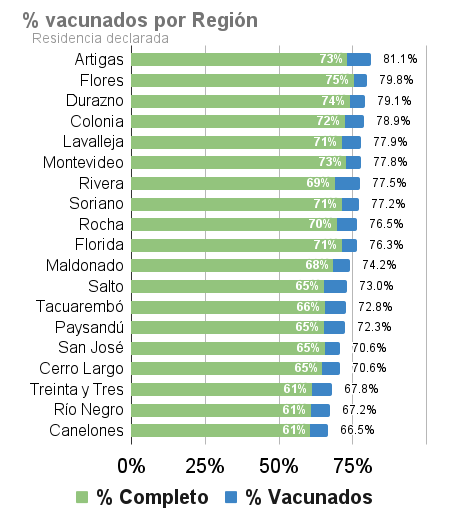 % vacunados por Región
Residencia declarada
Artigas 73% 81.1%
Flores 75% 79.8%
Durazno 74% 79.1%
Colonia 72% 78.9%
Lavalleja 71% 77.9%
Montevideo 73% 77.8%
Rivera 69% 77.5%
Soriano 71% 77.2%
Rocha 70% 76.5%
Florida 71% 76.3%
Maldonado 68% 74.2%
Salto 65% 73.0%
Tacuarembó 66% 72.8%
Paysandú 65% 72.3%
San José 65% 70.6%
Cerro Largo 65% 70.6%
Treinta y Tres 61% 67.8%
Río Negro 61% 67.2%
Canelones 61% 66.5%
0% 25% 50% 75%
% Completo % Vacunados